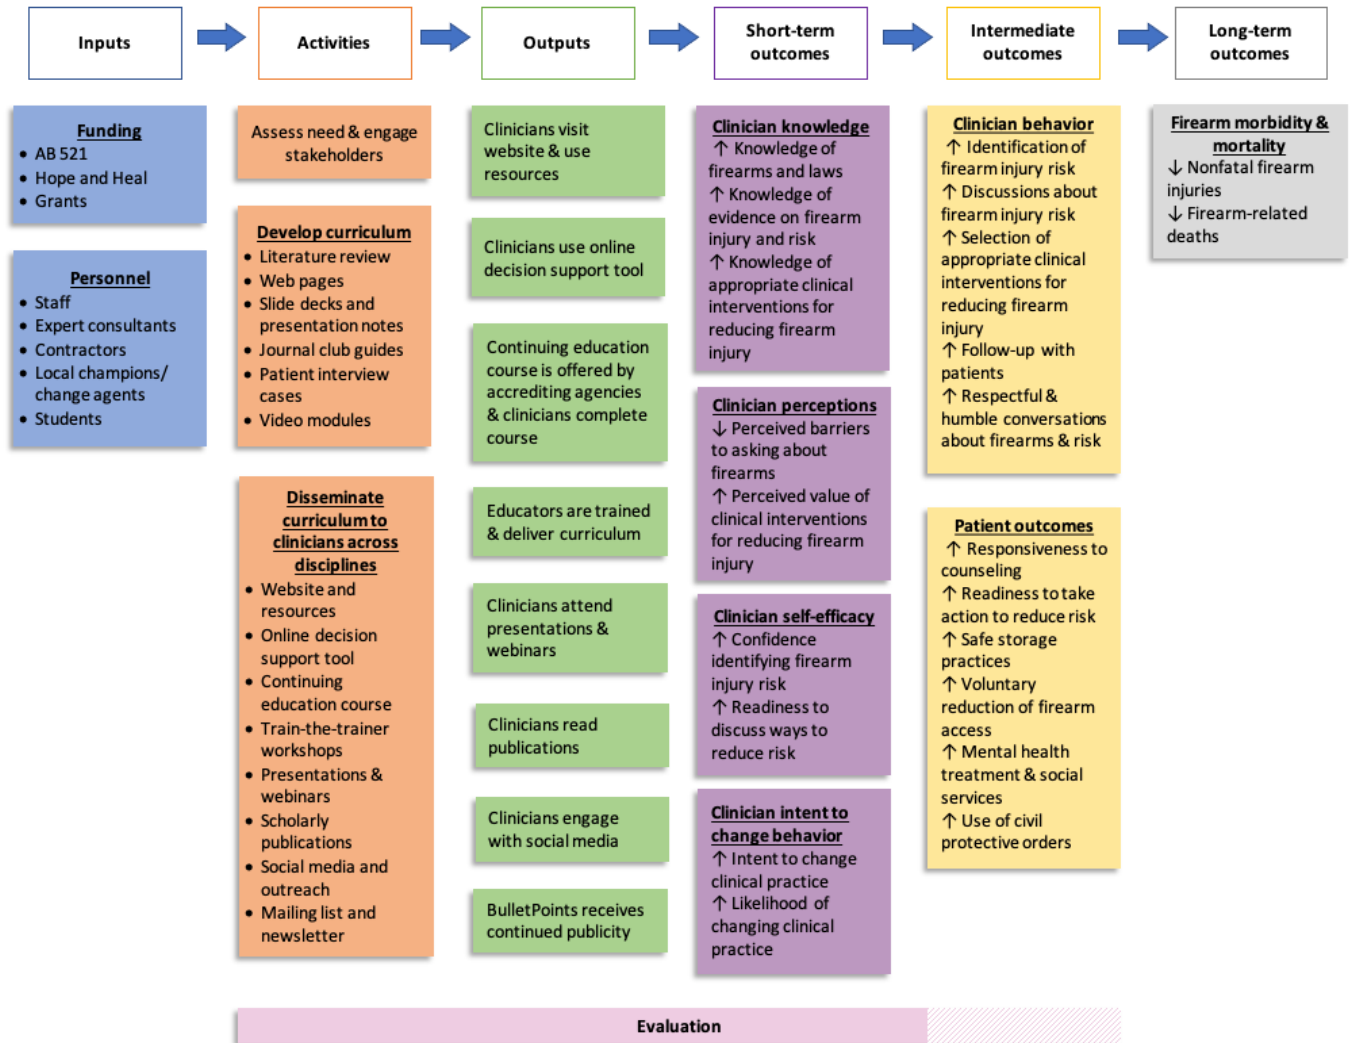 Inputs
Activities
Outputs
Short-term
outcomes
Intermediate
outcomes
Long-term
outcomes
Funding
• AB 521
• Hope and Heal
• Grants
Personnel
• Staff
• Expert consultants
• Contractors
• Local champions/
change agents
• Students
Assess need & engage
stakeholders
Develop curriculum
• Literature review
• Web pages
• Slide decks and
presentation notes
• Journal club guides
• Patient interview
cases
• Video modules
Disseminate
curriculum to
clinicians across
disciplines
• Website and
resources
• Online decision
support tool
• Continuing
education course
• Train-the-trainer
workshops
• Presentations &
webinars
• Scholarly
publications
• Social media and
outreach
• Mailing list and
newsletter
Clinicians visit
website & use
resources
Clinicians use online
decision support tool
Continuing education
course is offered by
accrediting agencies
& clinicians complete
course
Educators are trained
& deliver curriculum
Clinicians attend
presentations &
webinars
Clinicians read
publications
Clinicians engage
with social media
BulletPoints receives
continued publicity
Clinician knowledge
↑ Knowledge of
firearms and laws
↑ Knowledge of
evidence on firearm
injury and risk
↑ Knowledge of
appropriate clinical
interventions for
reducing firearm
injury
Clinician perceptions
↓ Perceived barriers
to asking about
firearms
↑ Perceived value of
clinical interventions
for reducing firearm
injury
Clinician self-efficacy
↑ Confidence
identifying firearm
injury risk
↑ Readiness to
discuss ways to
reduce risk
Clinician intent to
change behavior
↑ Intent to change
clinical practice
↑ Likelihood of
changing clinical
practice
Clinician behavior
↑ Identification of
firearm injury risk
↑ Discussions about
firearm injury risk
↑ Selection of
appropriate clinical
interventions for
reducing firearm
injury
↑ Follow-up with
patients
↑ Respectful &
humble conversations
about firearms & risk
Patient outcomes
↑ Responsiveness to
counseling
↑ Readiness to take
action to reduce risk
↑ Safe storage
practices
↑ Voluntary
reduction of firearm
access
↑ Mental health
treatment & social
services
↑ Use of civil
protective orders
Firearm morbidity &
mortality
↓ Nonfatal firearm
injuries
↓ Firearm-related
deaths
Evaluation